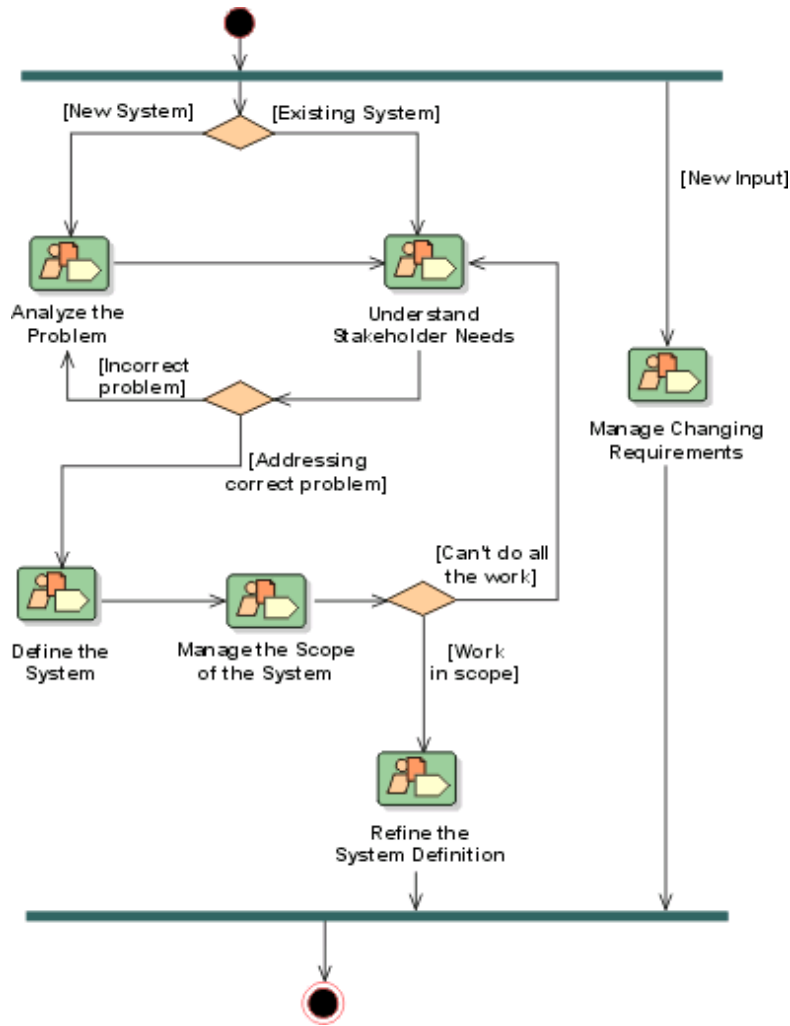 [New System]
[Existing System]
[New Input]
Analyze the
Problem
Understand
Stakeholder Needs
[Incorrect
problem]
Manage Changing
Requirements
[Addressing
correct problem]
[Can't do all
the work]
Define the
System
Manage the Scope
of the System
[Work
in scope]
Refine the
System Definition